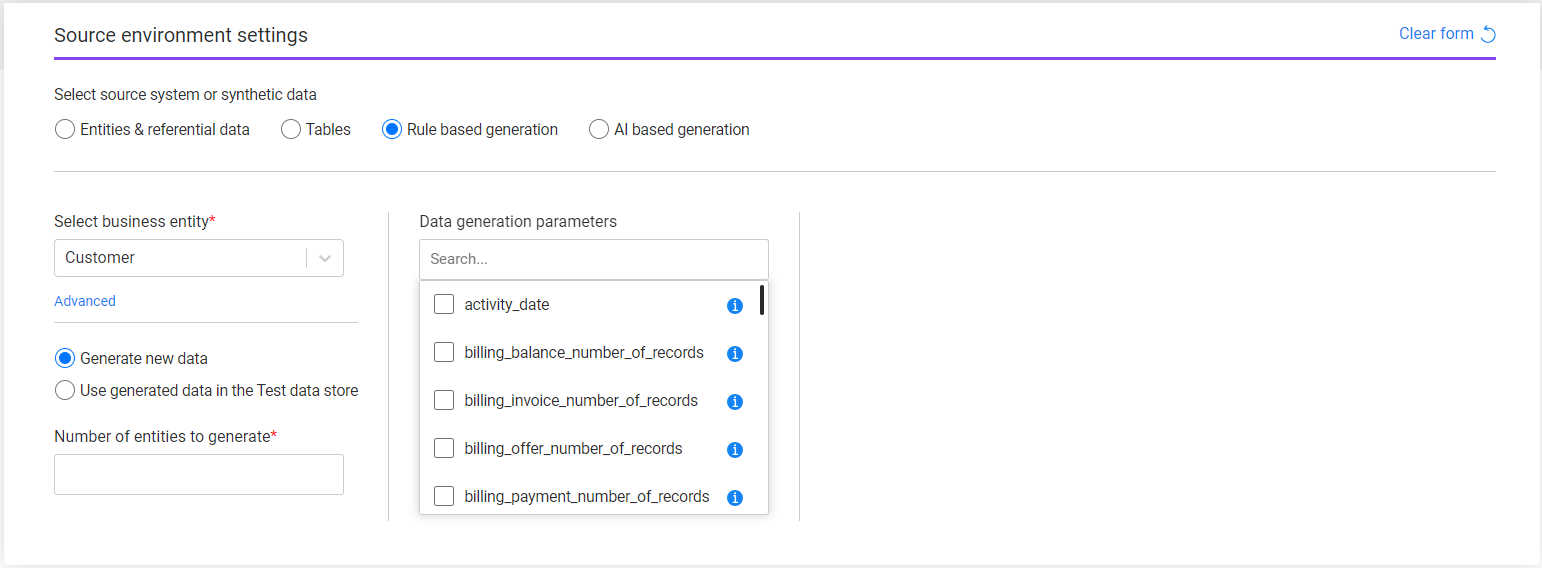 Source environment settings
Clear form
Select source system or synthetic data
Entities & referential data
Tables
Rule based generation
AI based generation
Select business entity*
Customer
Advanced
Generate new data
Use generated data in the Test data store
Number of entities to generate*
Data generation parameters
Search...
activity_date
billing_balance_number_of_records
billing_invoice_number_of_records
billing_offer_number_of_records
billing_payment_number_of_records